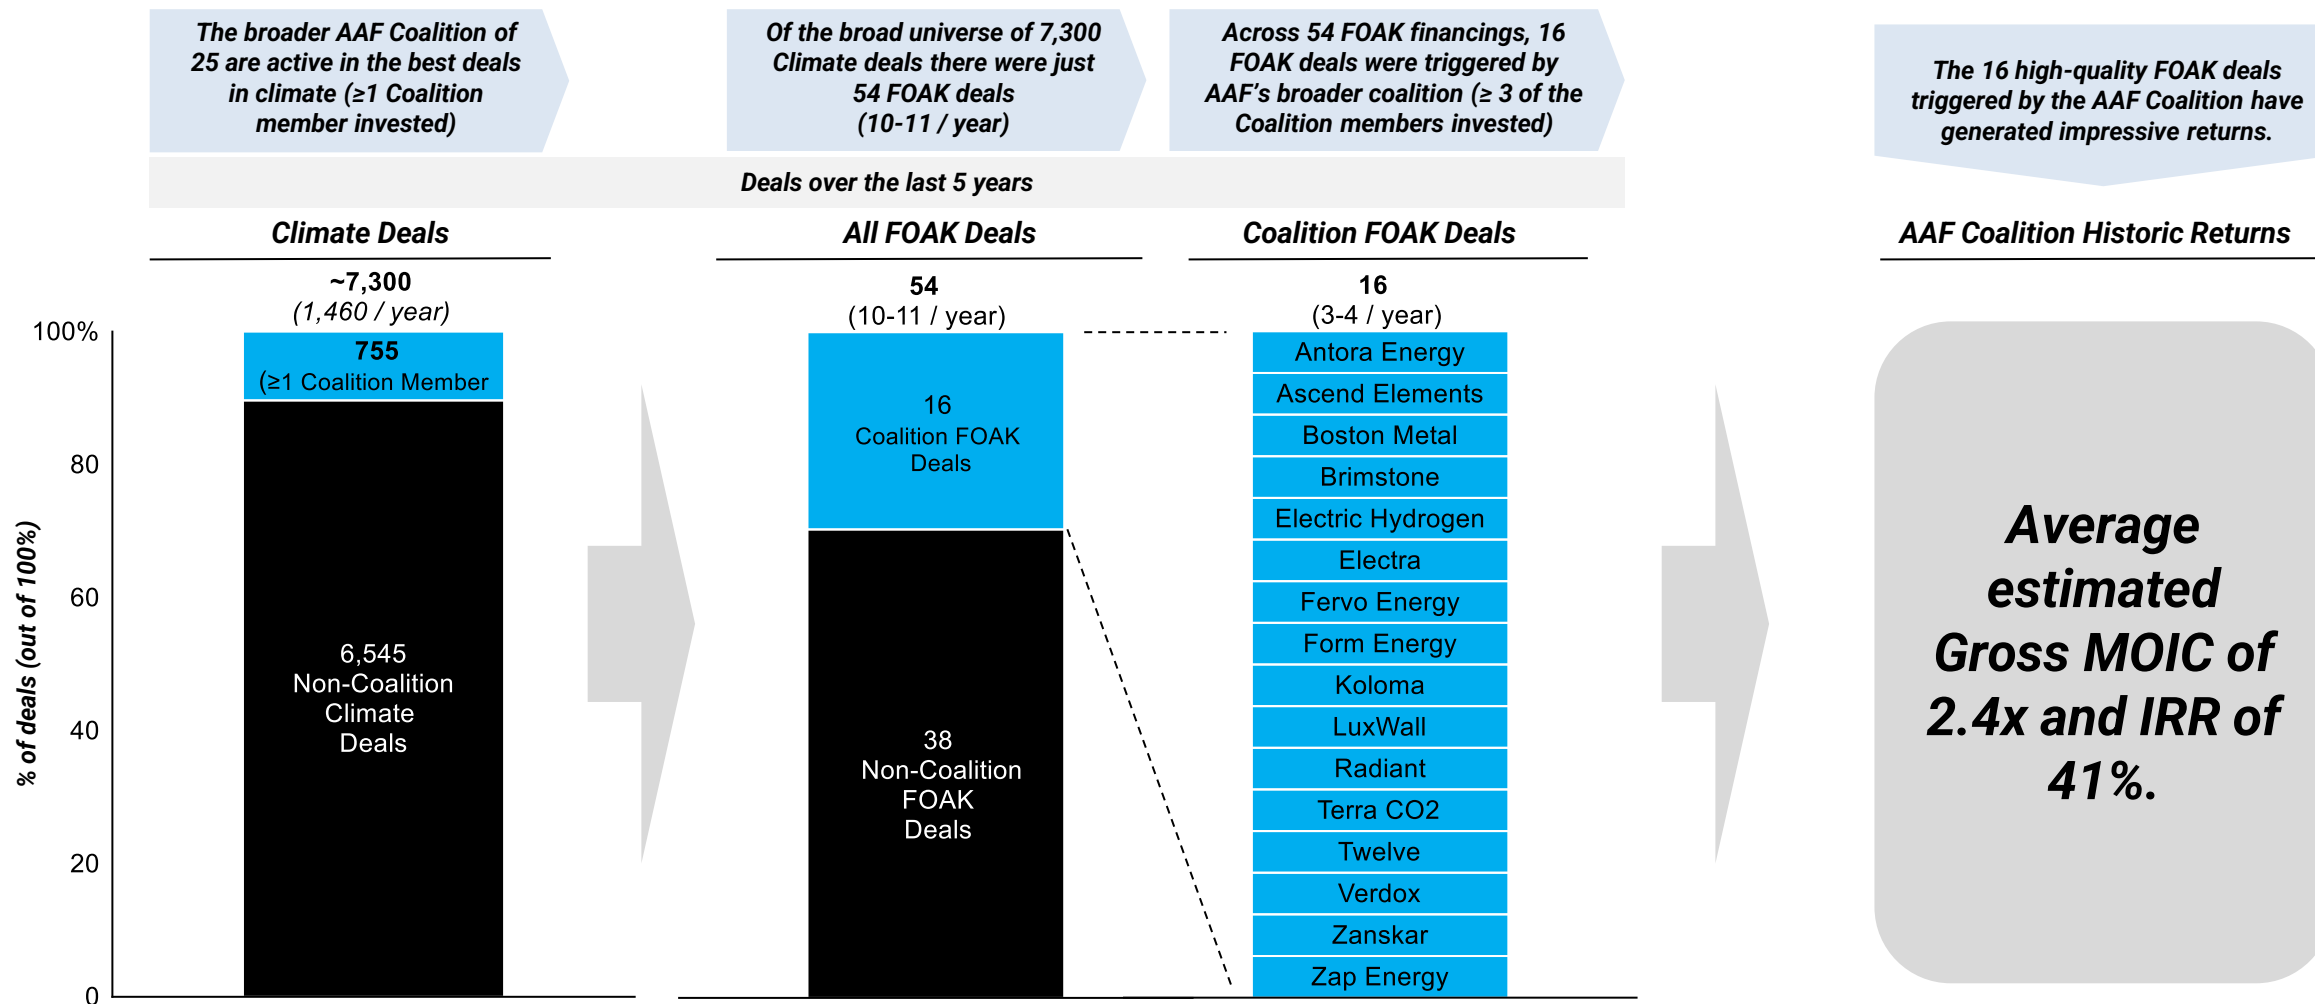 The broader AAF Coalition of
25 are active in the best deals
in climate (≥1 Coalition
member invested)
Of the broad universe of 7,300
Climate deals there were just
54 FOAK deals
(10-11 / year)
Across 54 FOAK financings, 16
FOAK deals were triggered by
AAF's broader coalition (≥ 3 of the
Coalition members invested)
The 16 high-quality FOAK deals
triggered by the AAF Coalition have
generated impressive returns.
Deals over the last 5 years
Climate Deals
All FOAK Deals
Coalition FOAK Deals
AAF Coalition Historic Returns
% of deals (out of 100%)
100%
80
60
40
20
0
~7,300
(1,460 / year)
755
(≥1 Coalition Member
6,545
Non-Coalition
Climate
Deals
54
(10-11 / year)
16
Coalition FOAK
Deals
38
Non-Coalition
FOAK
Deals
16
(3-4 / year)
Antora Energy
Ascend Elements
Boston Metal
Brimstone
Electric Hydrogen
Electra
Fervo Energy
Form Energy
Koloma
LuxWall
Radiant
Terra CO2
Twelve
Verdox
Zanskar
Zap Energy
Average
estimated
Gross MOIC of
2.4x and IRR of
41%.